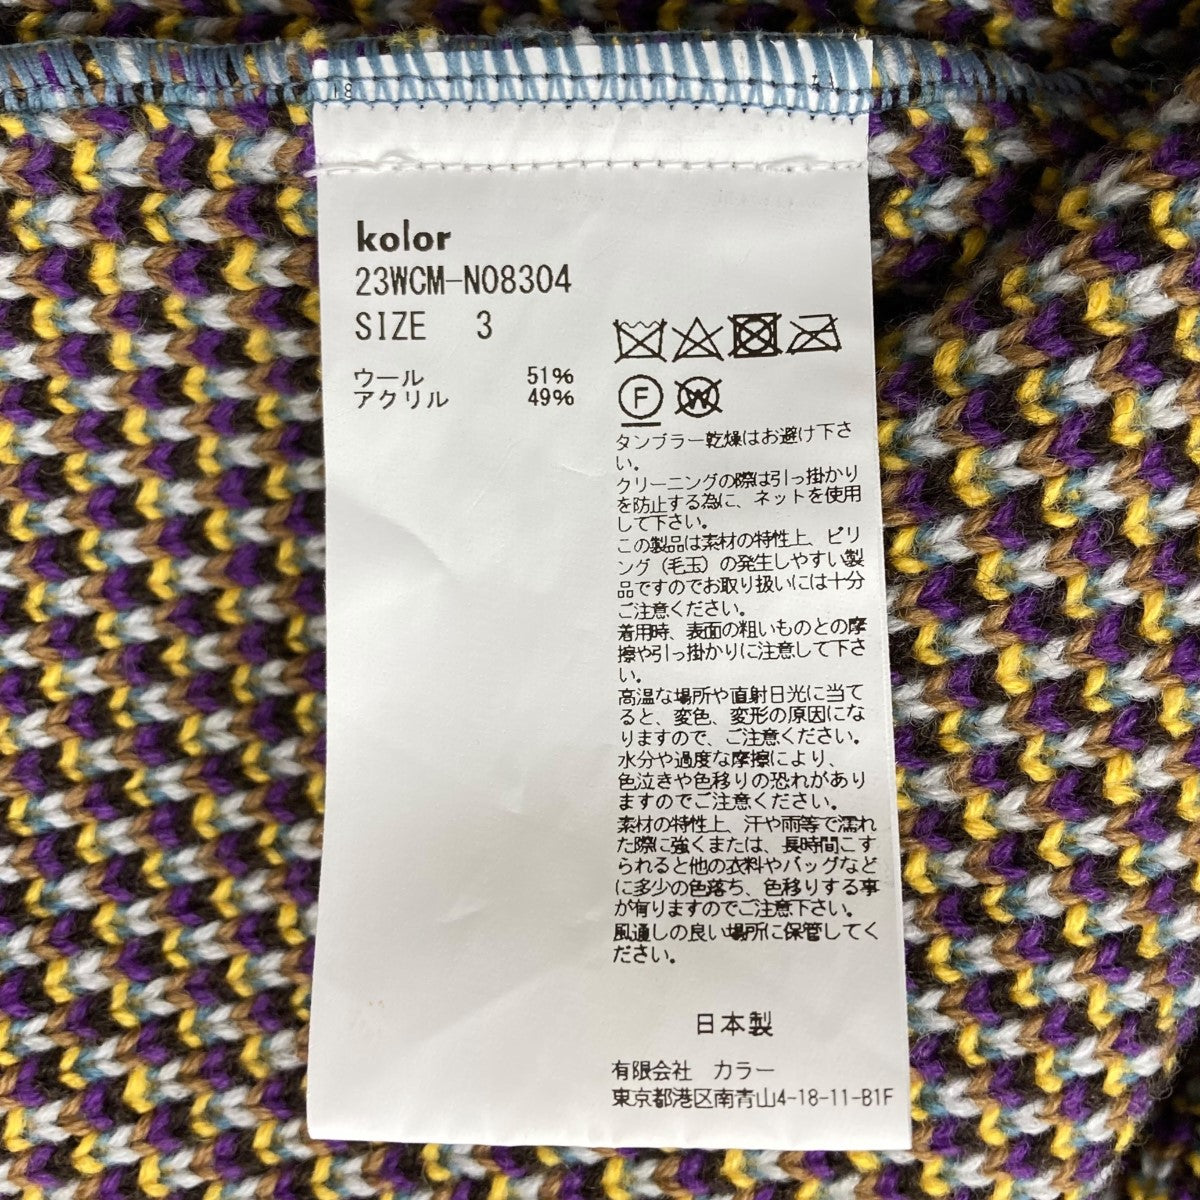 kolor
23WCM-N08304
SIZE 3
ウール 51%
アクリル 49%
F W
タンブラー乾燥はお避け下さ
い。
クリーニングの際は引っ掛かり
を防止する為に、ネットを使用
して下さい。
この製品は素材の特性上、ピリ
ング（毛玉）の発生しやすい製
品ですのでお取り扱いには十分
ご注意ください。
着用時、表面の粗いものとの摩
擦や引っ掛かりに注意して下さ
い。
高温な場所や直射日光に当て
ると、変色、変形の原因にな
りますので、ご注意ください。
水分や過度な摩擦により、
色泣きや色移りの恐れがあり
ますのでご注意ください。
素材の特性上、汗や雨等で濡れ
た際に強くまたは、長時間こす
られると他の衣料やバッグなど
に多少の色落ち、色移りする事
が有りますのでご注意下さい。
風通しの良い場所に保管してく
ださい。
日本製
有限会社 カラー
東京都港区南青山4-18-11-B1F